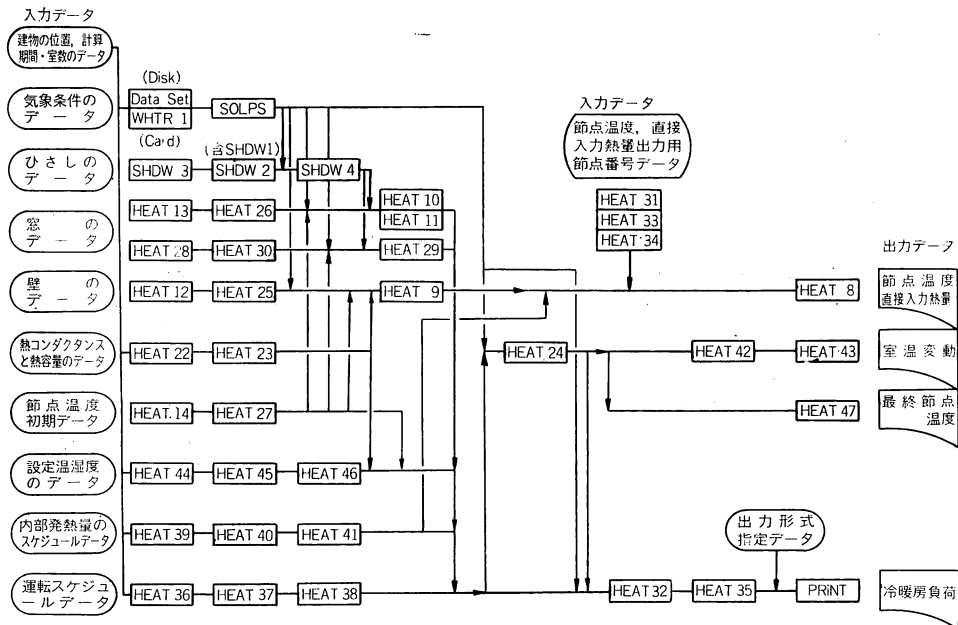 入力データ
建物の位置，計算
期間・室数のデータ
(Disk)
気象条件の
データ
Data Set
WHTR 1
SOLPS
(Card)
(含SHDW1)
ひさしの
データ
SHDW 3
SHDW 2
SHDW 4
HEAT 13
HEAT 26
HEAT 10
HEAT 11
窓の
データ
HEAT 28
HEAT 30
HEAT 29
壁の
データ
HEAT 12
HEAT 25
HEAT 9
熱コンダクタンス
と熱容量のデータ
HEAT 22
HEAT 23
節点温度
初期データ
HEAT 14
HEAT 27
設定温湿度
のデータ
HEAT 44
HEAT 45
HEAT 46
内部発熱量の
スケジュールデータ
HEAT 39
HEAT 40
HEAT 41
運転スケジュ
ールデータ
HEAT 36
HEAT 37
HEAT 38
入力データ
節点温度，直接
入力熱量出力用
節点番号データ
HEAT 31
HEAT 33
HEAT 34
HEAT 24
HEAT 42
HEAT 43
HEAT 8
HEAT 47
出力形式
指定データ
HEAT 32
HEAT 35
PRiNT
出力データ
節点温度
直接入力熱量
室温変動
最終節点
温度
冷暖房負荷